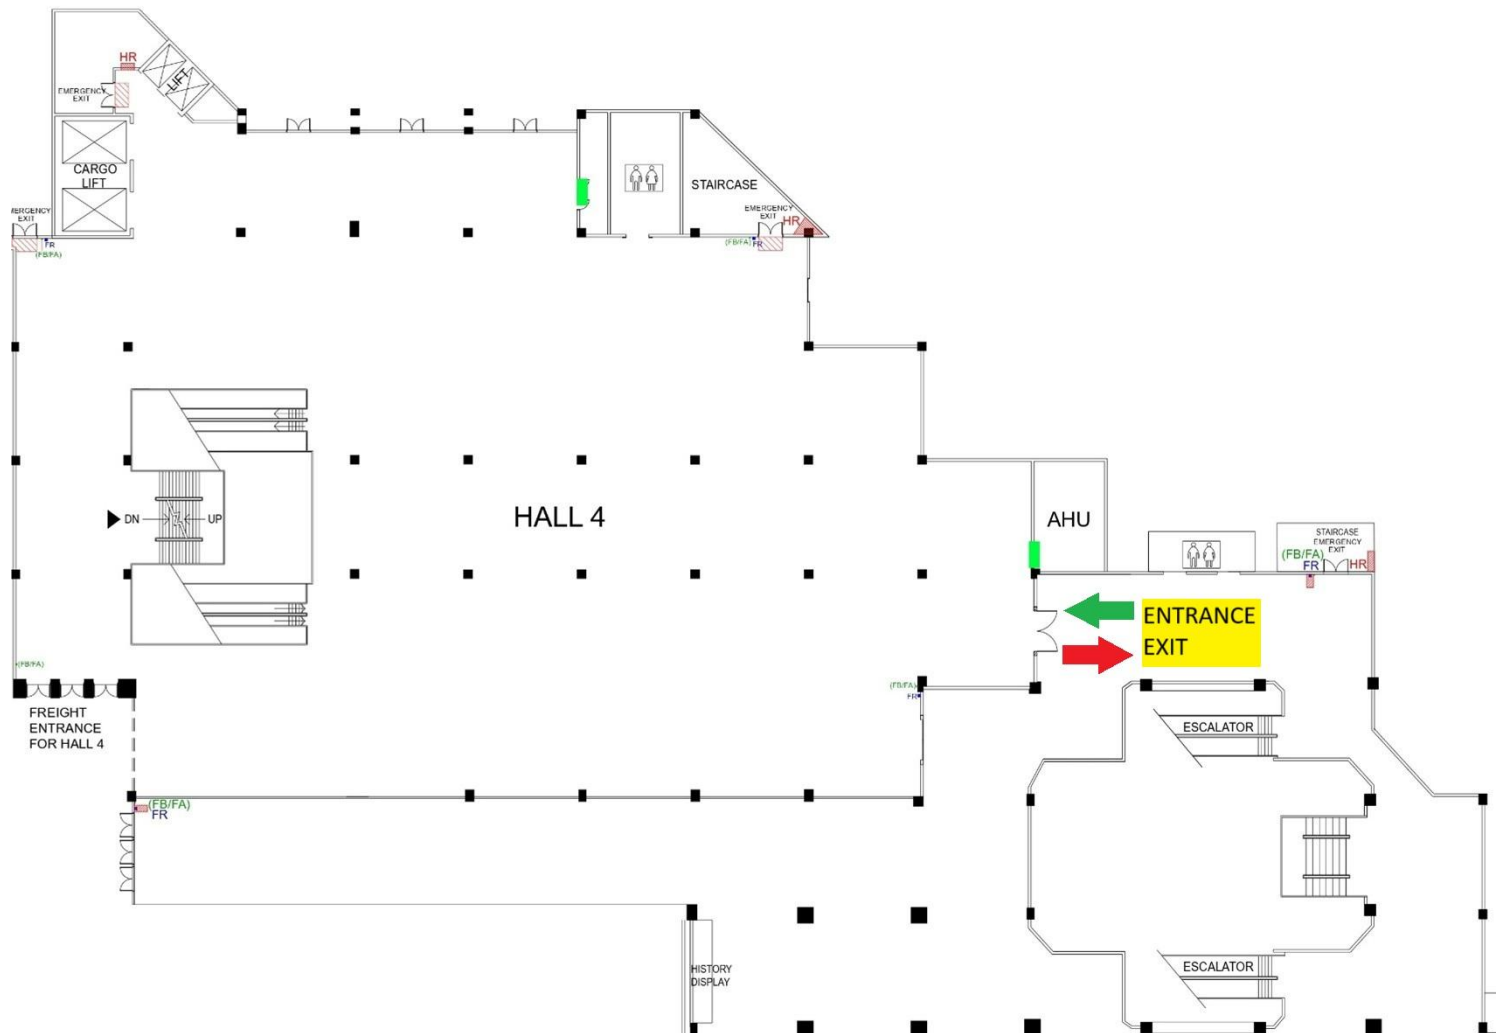 HR
LIFT
EMERGENCY
EXIT
CARGO
LIFT
MERGENCY
EXIT
FR
(FB/FA)
STAIRCASE
EMERGENCY
EXIT
HR
(FB/FA)
FR
HALL 4
DN
UP
AHU
STAIRCASE
EMERGENCY
EXIT
(FB/FA)
FR
HR
ENTRANCE
EXIT
(FB/FA)
FREIGHT
ENTRANCE
FOR HALL 4
(FB/FA)
FR
ESCALATOR
(FB/FA)
FR
HISTORY
DISPLAY
ESCALATOR